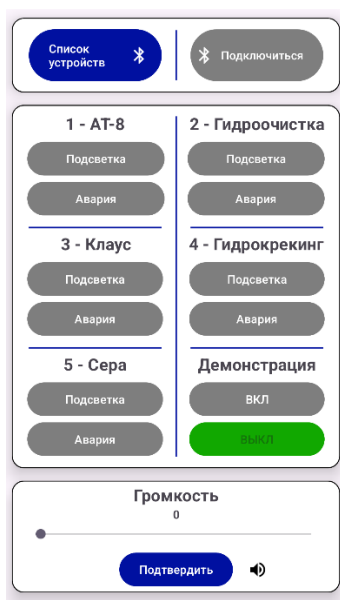 Список
устройств
Подключиться
1 - АТ-8
2 - Гидроочистка
Подсветка
Подсветка
Авария
Авария
3 - Клаус
4 - Гидрокрекинг
Подсветка
Подсветка
Авария
Авария
5 - Сера
Демонстрация
Подсветка
ВКЛ
Авария
ВЫКЛ
Громкость
0
Подтвердить